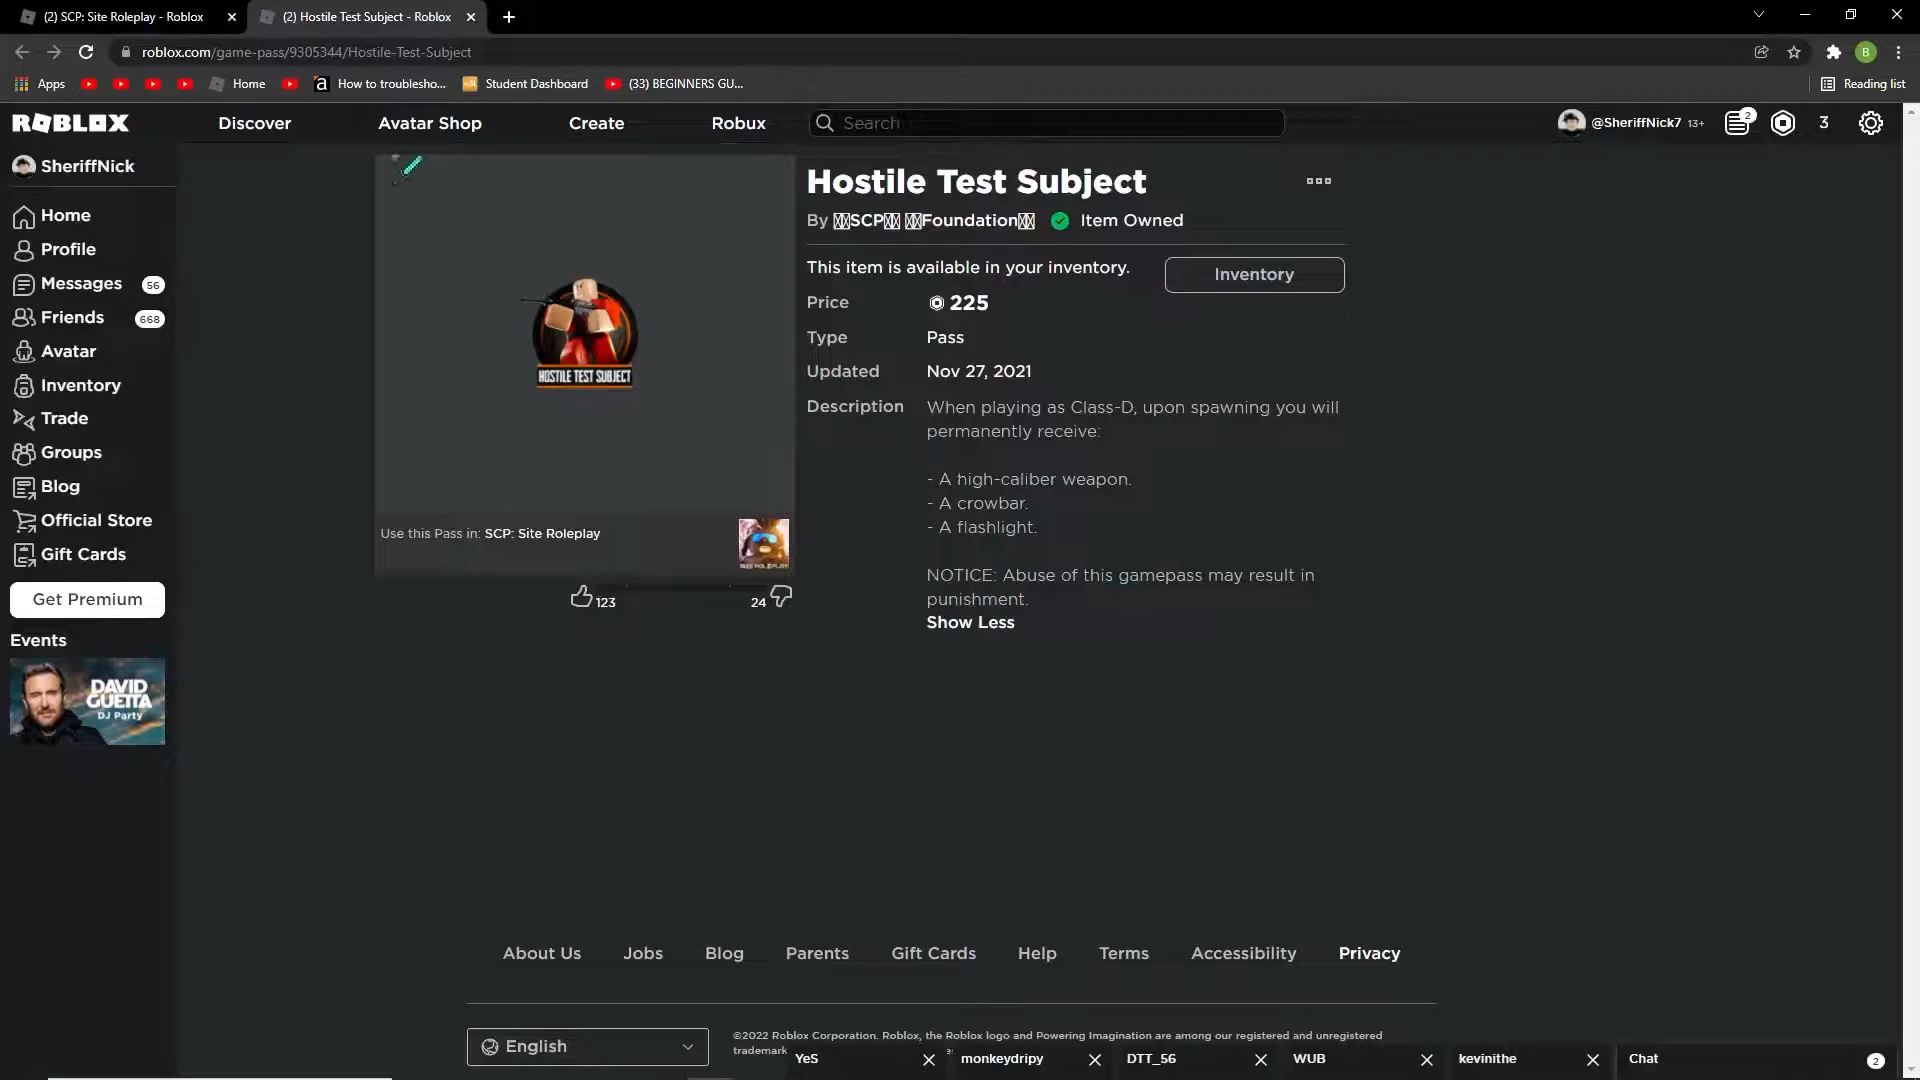 (2) SCP: Site Roleplay - Roblox
(2) Hostile Test Subject - Roblox
roblox.com/game-pass/9305344/Hostile-Test-Subject
B
Apps
Home
a
How to troublesho...
Student Dashboard
(33) BEGINNERS GU...
Reading list
ROBLOX
Discover
Avatar Shop
Create
Robux
Search
@SheriffNick7 13+
2
3
SheriffNick
Home
Profile
Messages 56
Friends 668
Avatar
Inventory
Trade
Groups
Blog
Official Store
Gift Cards
Get Premium
Events
DAVID
GUETTA
DJ Party
HOSTILE TEST SUBJECT
Use this Pass in: SCP: Site Roleplay
SITE ROLEPLAY
123
24
Hostile Test Subject
By SCP Foundation Item Owned
This item is available in your inventory.
Inventory
Price 225
Type Pass
Updated Nov 27, 2021
Description When playing as Class-D, upon spawning you will
permanently receive:
- A high-caliber weapon.
- A crowbar.
- A flashlight.
NOTICE: Abuse of this gamepass may result in
punishment.
Show Less
About Us Jobs Blog Parents Gift Cards Help Terms Accessibility Privacy
English
©2022 Roblox Corporation. Roblox, the Roblox logo and Powering Imagination are among our registered and unregistered
trademark
YeS
monkeydripy
DTT_56
WUB
kevinithe
Chat 2